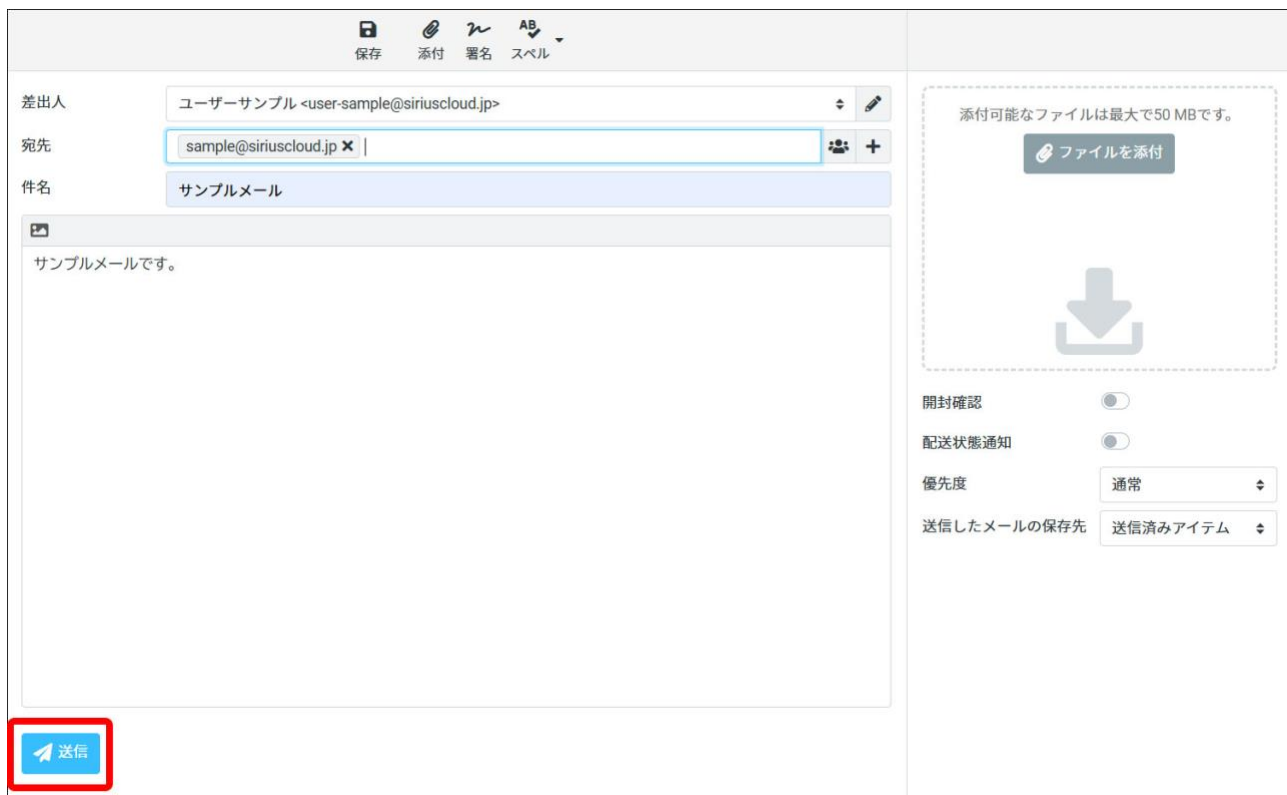 保存 添付 署名 スペル
差出人 ユーザーサンプル <user-sample@siriuscloud.jp>
宛先 sample@siriuscloud.jp
件名 サンプルメール
サンプルメールです。
送信
添付可能なファイルは最大で50 MBです。
ファイルを添付
開封確認
配送状態通知
優先度 通常
送信したメールの保存先 送信済みアイテム